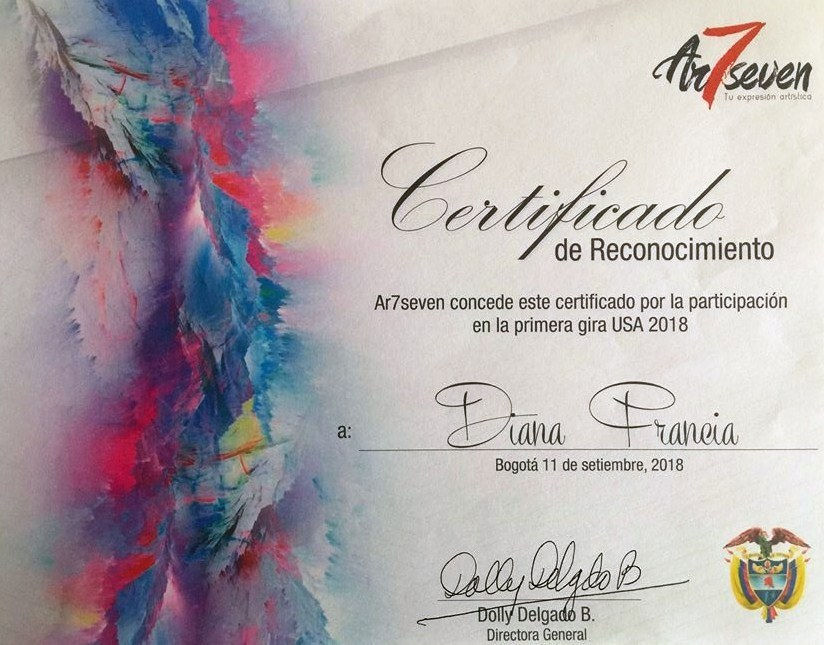 Ar7seven
Tu expresión artística
Certificado
de Reconocimiento
Ar7seven concede este certificado por la participación
en la primera gira USA 2018
a: Diana Francia
Bogotá 11 de setiembre, 2018
Dolly Delgado B
Dolly Delgado B.
Directora General